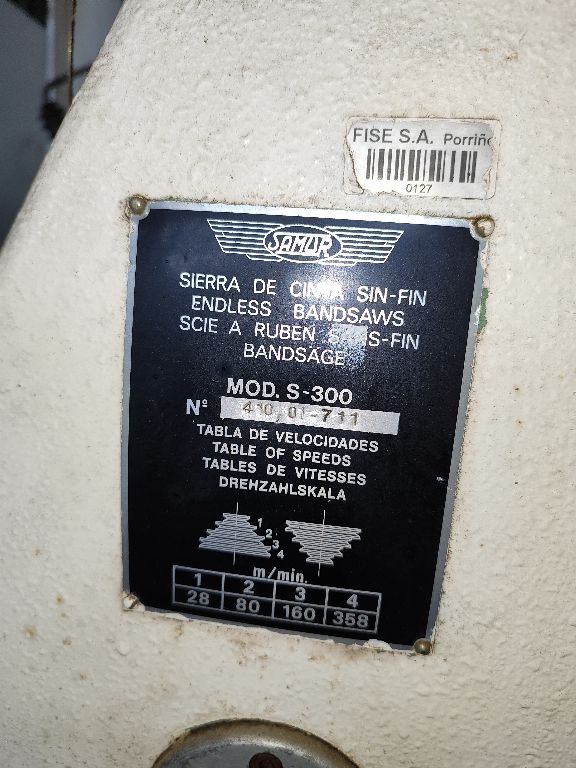 FISE S.A. Porriño
0127
SAMUR
SIERRA DE CINTA SIN-FIN
ENDLESS BANDSAWS
SCIE A RUBEN S-FIN
BANDSÄGE
MOD. S-300
Nº 410 01-711
TABLA DE VELOCIDADES
TABLE OF SPEEDS
TABLES DE VITESSES
DREHZAHLSKALA
1
2
3
4
m/min.
1 2 3 4
28 80 160 358